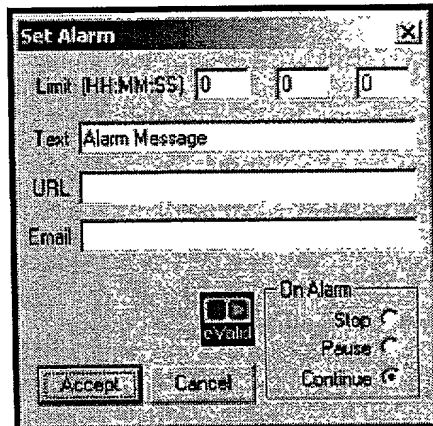 Set Alarm
Limit (HH:MM:SS) 0 0 0
Text Alarm Message
URL
Email
eValid
On Alarm
Stop
Pause
Continue
Accept Cancel